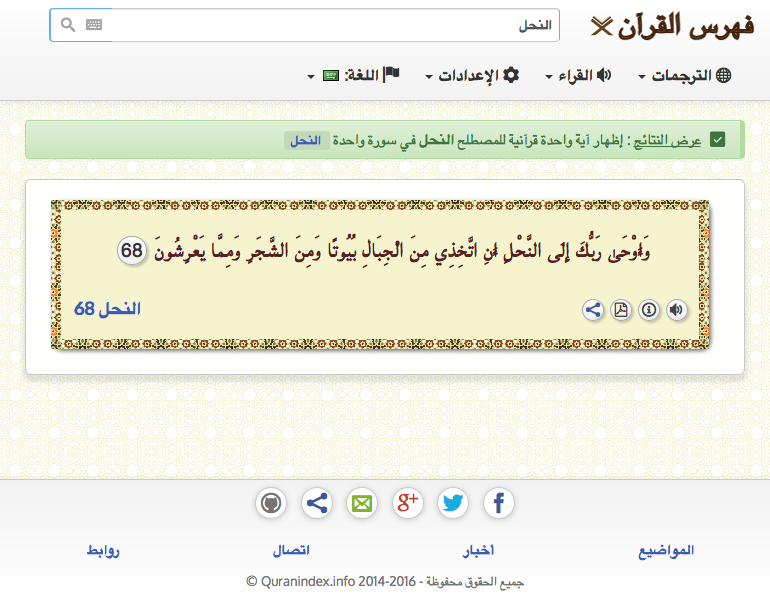 فهرس القرآن
النحل
الترجمات
القراء
الإعدادات
اللغة:
عرض النتائج : إظهار آية واحدة قرآنية للمصطلح النحل في سورة واحدة النحل
وَأَوْحَىٰ رَبُّكَ إِلَى النَّحْلِ أَنِ اتَّخِذِي مِنَ الْجِبَالِ بُيُوتًا وَمِنَ الشَّجَرِ وَمِمَّا يَعْرِشُونَ 68
النحل 68
المواضيع
أخبار
اتصال
روابط
جميع الحقوق محفوظة - Quranindex.info 2014-2016 ©